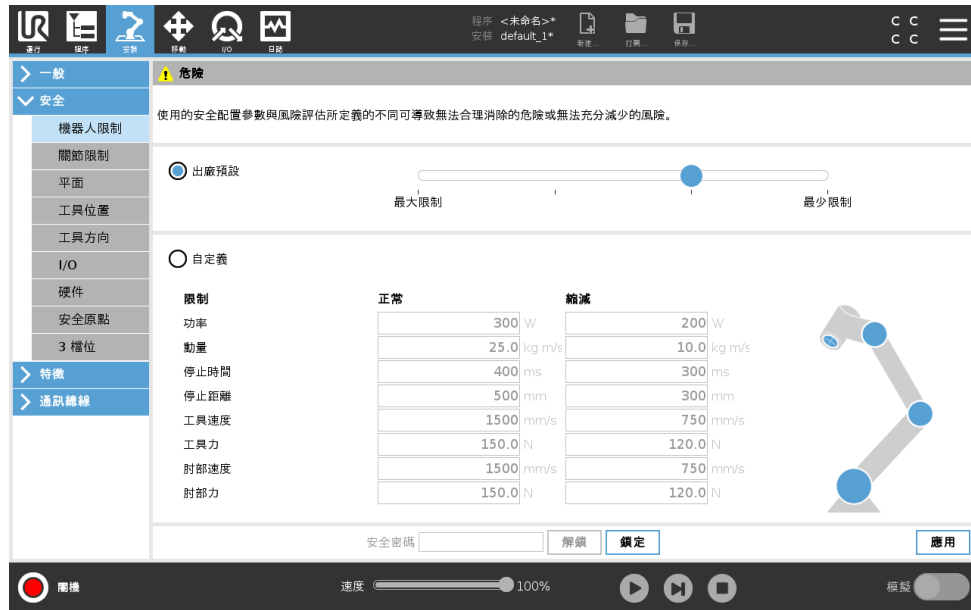 UR
運行
程序
安裝
移動
I/O
日誌
程序 <未命名>*
安裝 default_1*
新建...
打開...
保存...
C C
C C
一般
安全
機器人限制
關節限制
平面
工具位置
工具方向
I/O
硬件
安全原點
3 檔位
特徵
通訊總線
危險
使用的安全配置參數與風險評估所定義的不同可導致無法合理消除的危險或無法充分減少的風險。
出廠預設
最大限制 最少限制
自定義
限制 正常 縮減
功率 300 W 200 W
動量 25.0 kg m/s 10.0 kg m/s
停止時間 400 ms 300 ms
停止距離 500 mm 300 mm
工具速度 1500 mm/s 750 mm/s
工具力 150.0 N 120.0 N
肘部速度 1500 mm/s 750 mm/s
肘部力 150.0 N 120.0 N
安全密碼 解鎖 鎖定 應用
關機
速度 100%
模擬